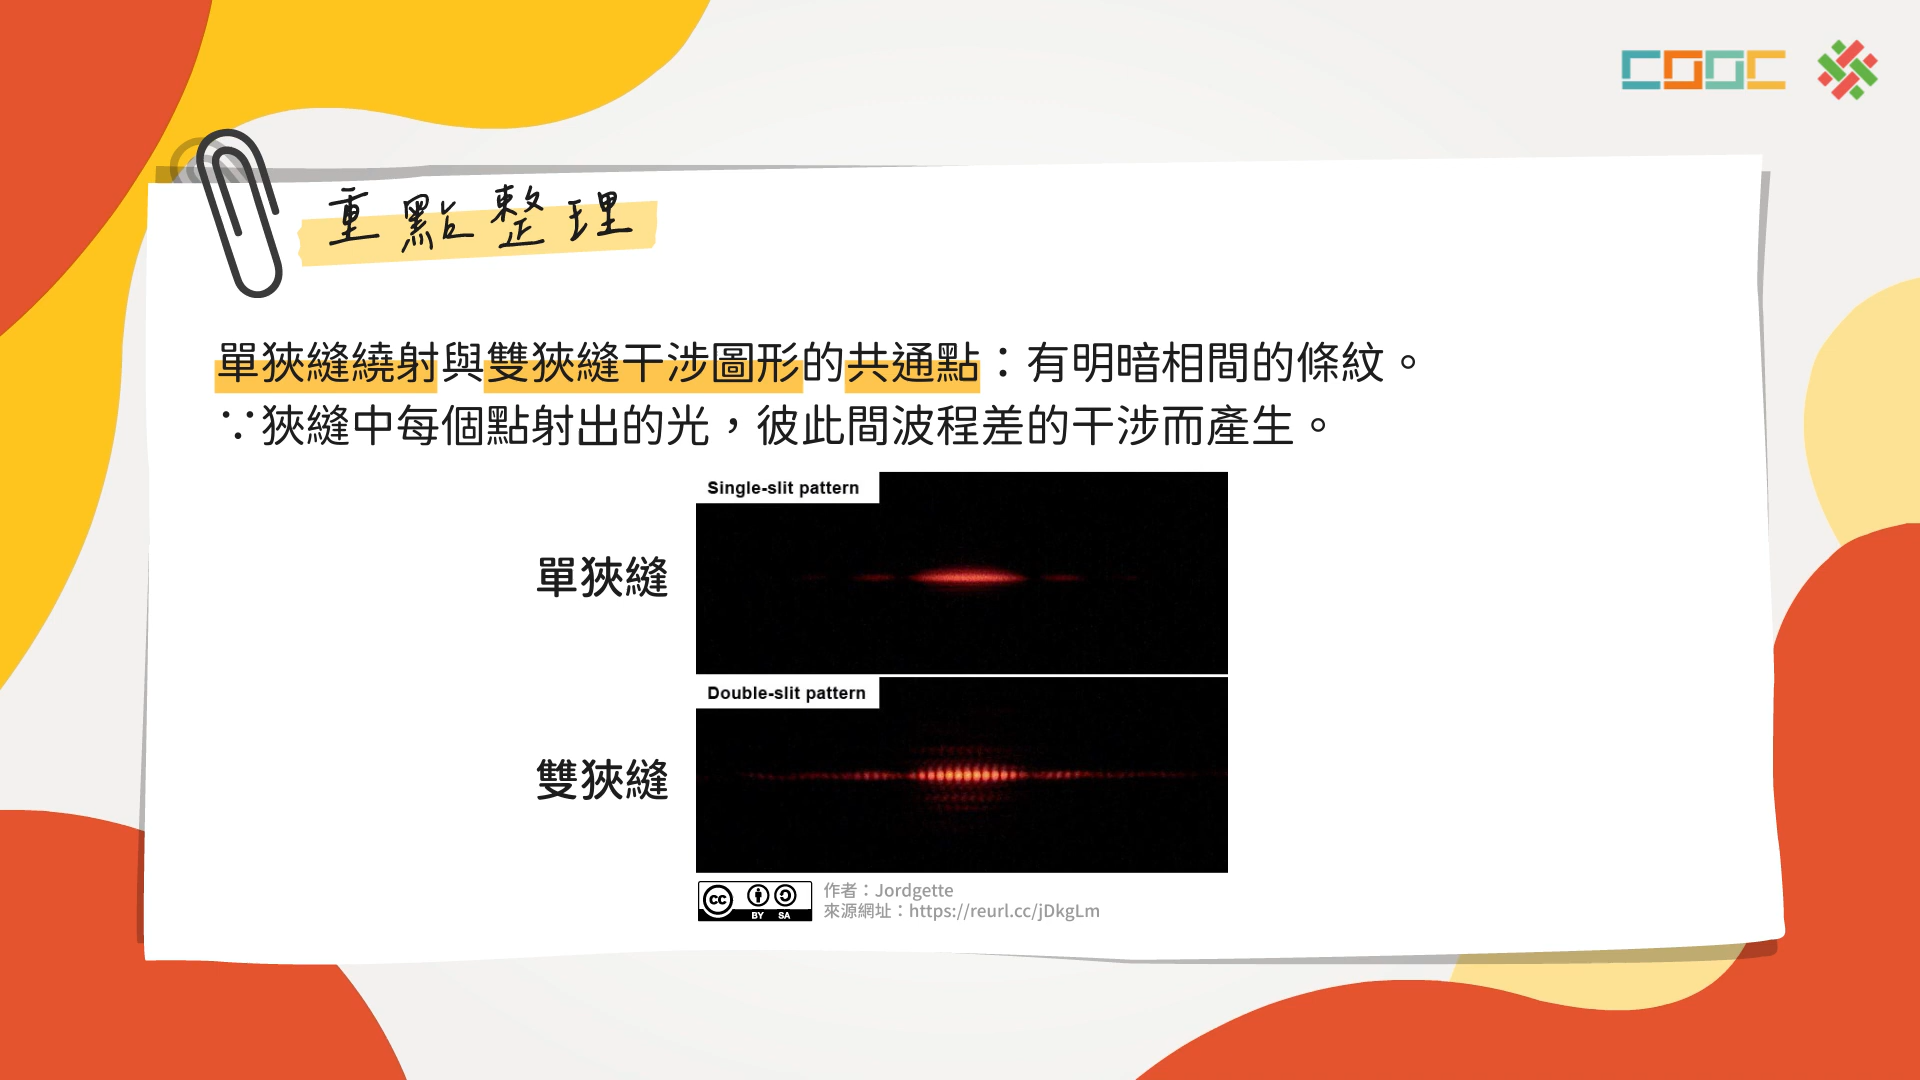 COOC
重點整理
單狹縫繞射與雙狹縫干涉圖形的共通點：有明暗相間的條紋。
∵狹縫中每個點射出的光，彼此間波程差的干涉而產生。
Single-slit pattern
單狹縫
Double-slit pattern
雙狹縫
cc BY SA
作者：Jordgette
來源網址：https://reurl.cc/jDkgLm